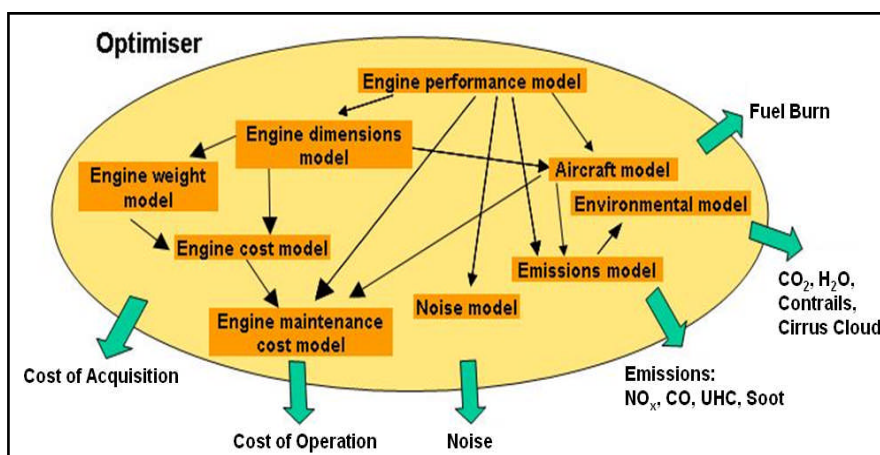 Optimiser
Engine performance model
Fuel Burn
Engine dimensions
model
Engine weight
model
Aircraft model
Environmental model
Engine cost model
Emissions model
CO₂, H₂O,
Contrails,
Cirrus Cloud
Noise model
Engine maintenance
cost model
Cost of Acquisition
Emissions:
NOₓ, CO, UHC, Soot
Cost of Operation
Noise